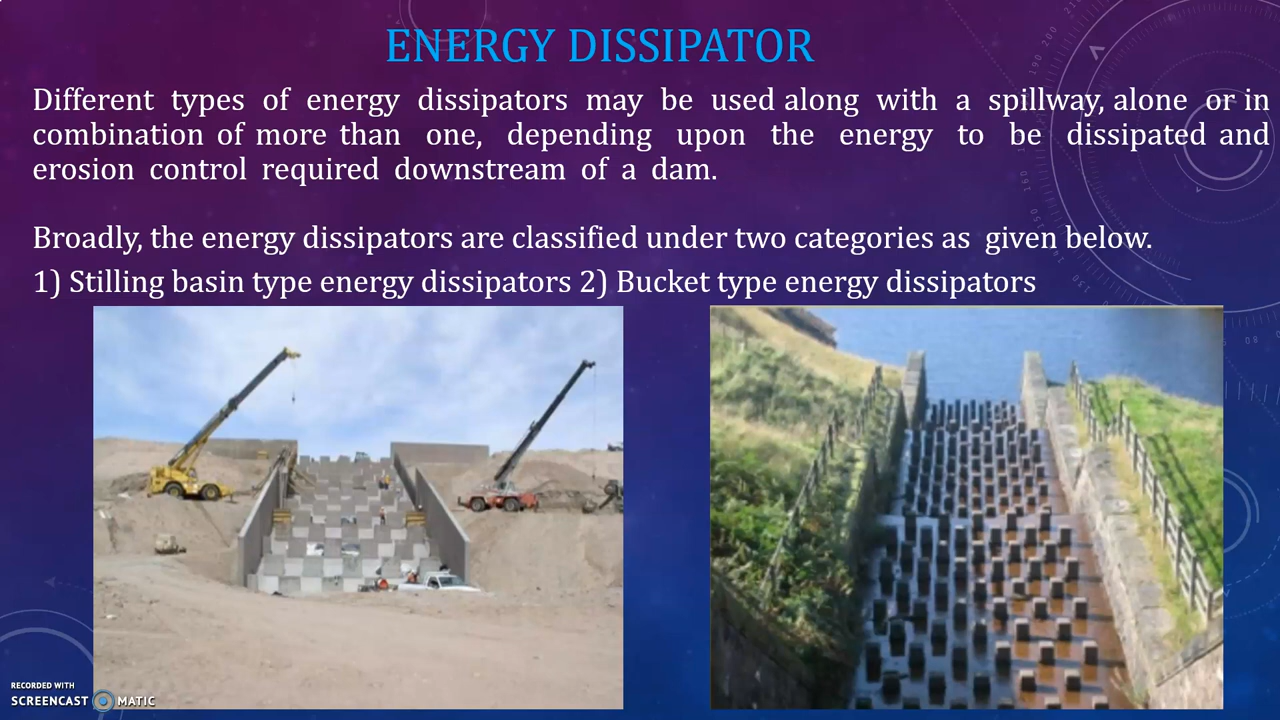 ENERGY DISSIPATOR
Different types of energy dissipators may be used along with a spillway, alone or in
combination of more than one, depending upon the energy to be dissipated and
erosion control required downstream of a dam.
Broadly, the energy dissipators are classified under two categories as given below.
1) Stilling basin type energy dissipators 2) Bucket type energy dissipators
RECORDED WITH
SCREENCAST MATIC